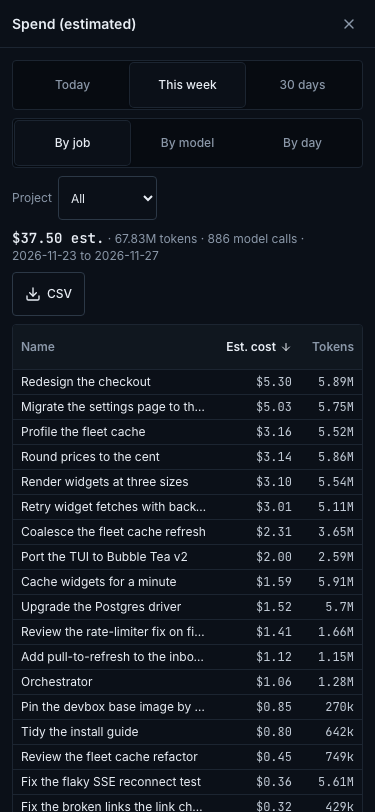 Spend (estimated)
Today This week 30 days
By job By model By day
Project All
$37.50 est. · 67.83M tokens · 886 model calls ·
2026-11-23 to 2026-11-27
CSV
Name Est. cost ↓ Tokens
Redesign the checkout $5.30 5.89M
Migrate the settings page to th... $5.03 5.75M
Profile the fleet cache $3.16 5.52M
Round prices to the cent $3.14 5.86M
Render widgets at three sizes $3.10 5.54M
Retry widget fetches with back... $3.01 5.11M
Coalesce the fleet cache refresh $2.31 3.65M
Port the TUI to Bubble Tea v2 $2.00 2.59M
Cache widgets for a minute $1.59 5.91M
Upgrade the Postgres driver $1.52 5.7M
Review the rate-limiter fix on fi... $1.41 1.66M
Add pull-to-refresh to the inbo... $1.12 1.15M
Orchestrator $1.06 1.28M
Pin the devbox base image by ... $0.85 270k
Tidy the install guide $0.80 642k
Review the fleet cache refactor $0.45 749k
Fix the flaky SSE reconnect test $0.36 5.61M
Fix the broken links the link ch... $0.32 429k